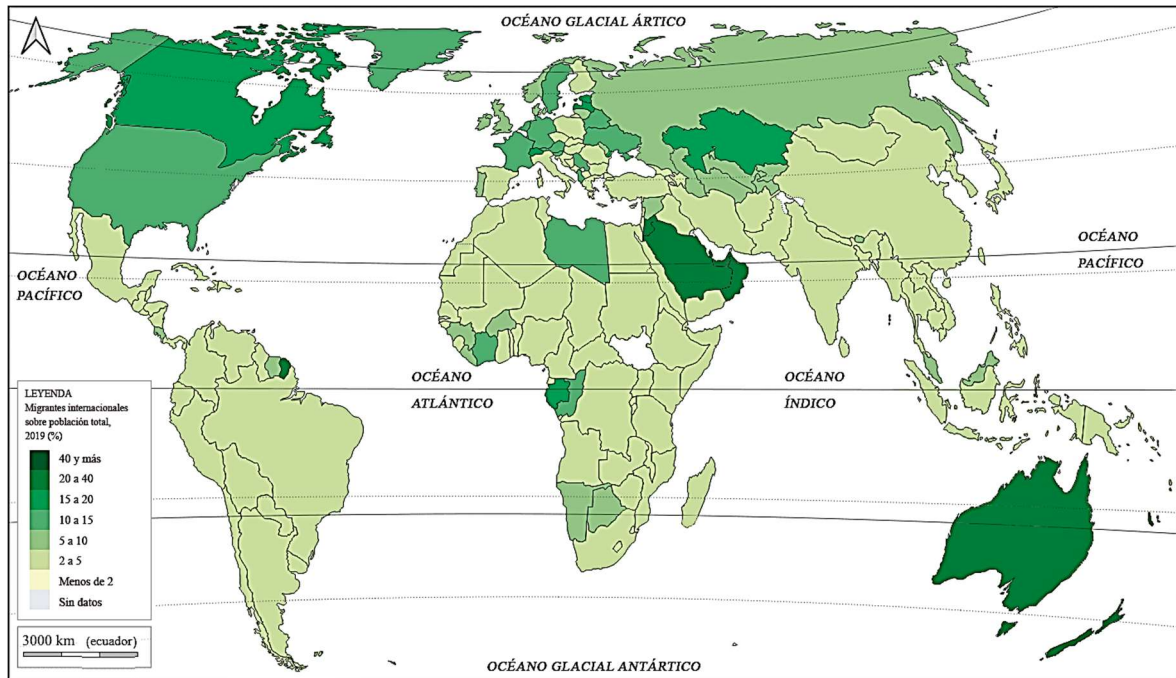 OCÉANO GLACIAL ÁRTICO
OCÉANO
PACÍFICO
OCÉANO
PACÍFICO
OCÉANO
ATLÁNTICO
OCÉANO
ÍNDICO
LEYENDA
Migrantes internacionales
sobre población total,
2019 (%)
40 y más
20 a 40
15 a 20
10 a 15
5 a 10
2 a 5
Menos de 2
Sin datos
3000 km (ecuador)
OCÉANO GLACIAL ANTÁRTICO